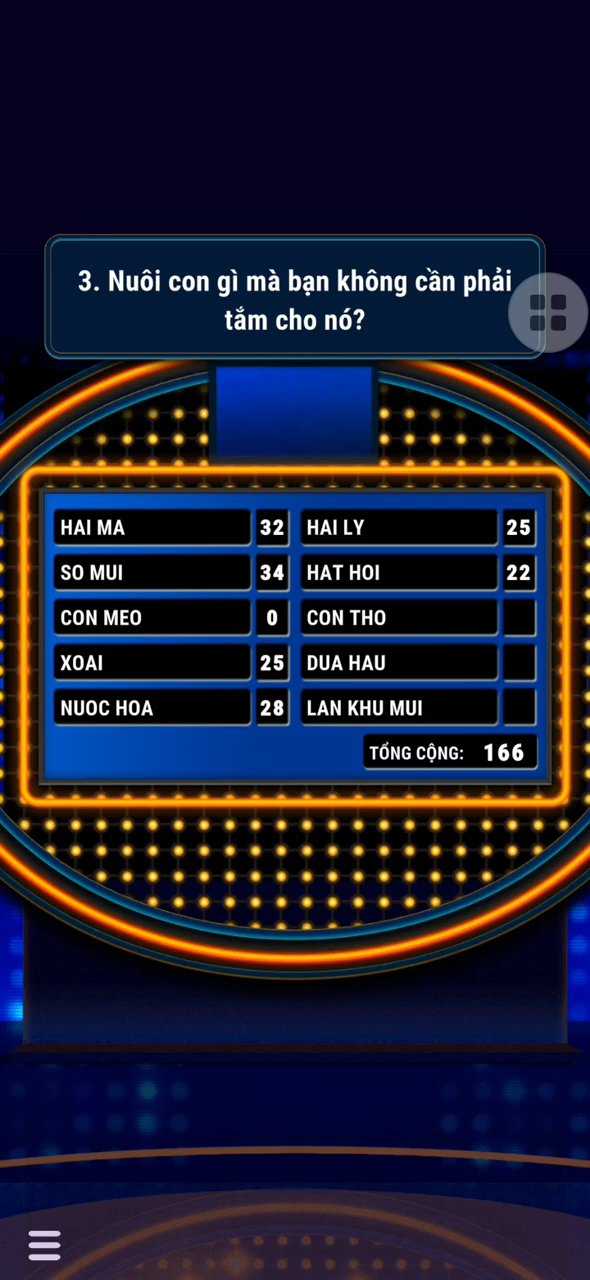 3. Nuôi con gì mà bạn không cần phải
tắm cho nó?
HAI MA 32 HAI LY 25
SO MUI 34 HAT HOI 22
CON MEO 0 CON THO
XOAI 25 DUA HAU
NUOC HOA 28 LAN KHU MUI
TỔNG CỘNG: 166